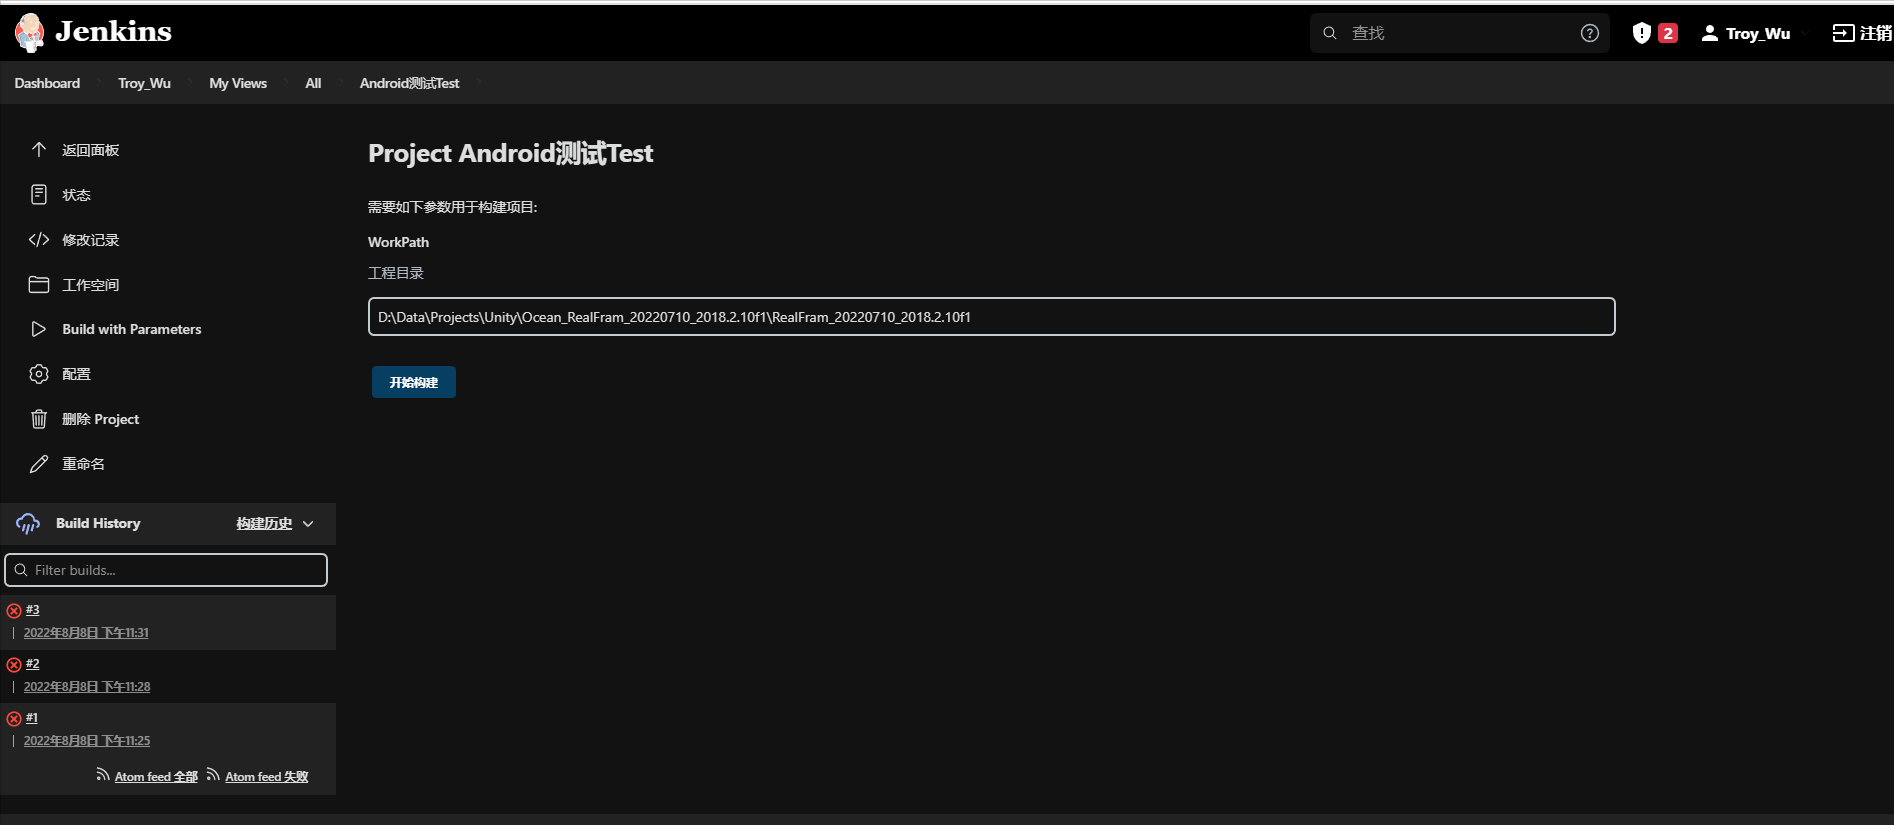 Jenkins
查找
2
Troy_Wu
注销
Dashboard
Troy_Wu
My Views
All
Android测试Test
返回面板
状态
修改记录
工作空间
Build with Parameters
配置
删除 Project
重命名
Project Android测试Test
需要如下参数用于构建项目:
WorkPath
工程目录
D:\Data\Projects\Unity\Ocean_RealFram_20220710_2018.2.10f1\RealFram_20220710_2018.2.10f1
开始构建
Build History
构建历史
Filter builds...
#3
2022年8月8日 下午11:31
#2
2022年8月8日 下午11:28
#1
2022年8月8日 下午11:25
Atom feed 全部
Atom feed 失败